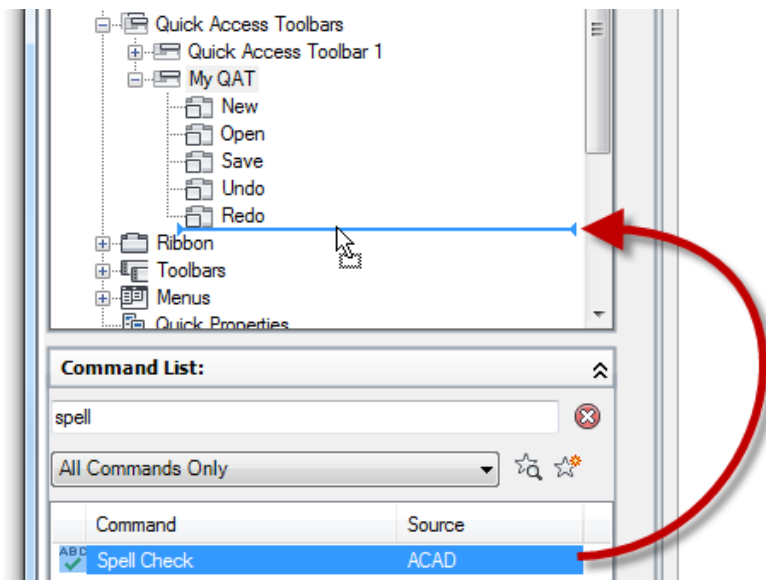 Quick Access Toolbars
Quick Access Toolbar 1
My QAT
New
Open
Save
Undo
Redo
Ribbon
Toolbars
Menus
Quick Properties
Command List:
spell
All Commands Only
Command Source
ABC Spell Check ACAD